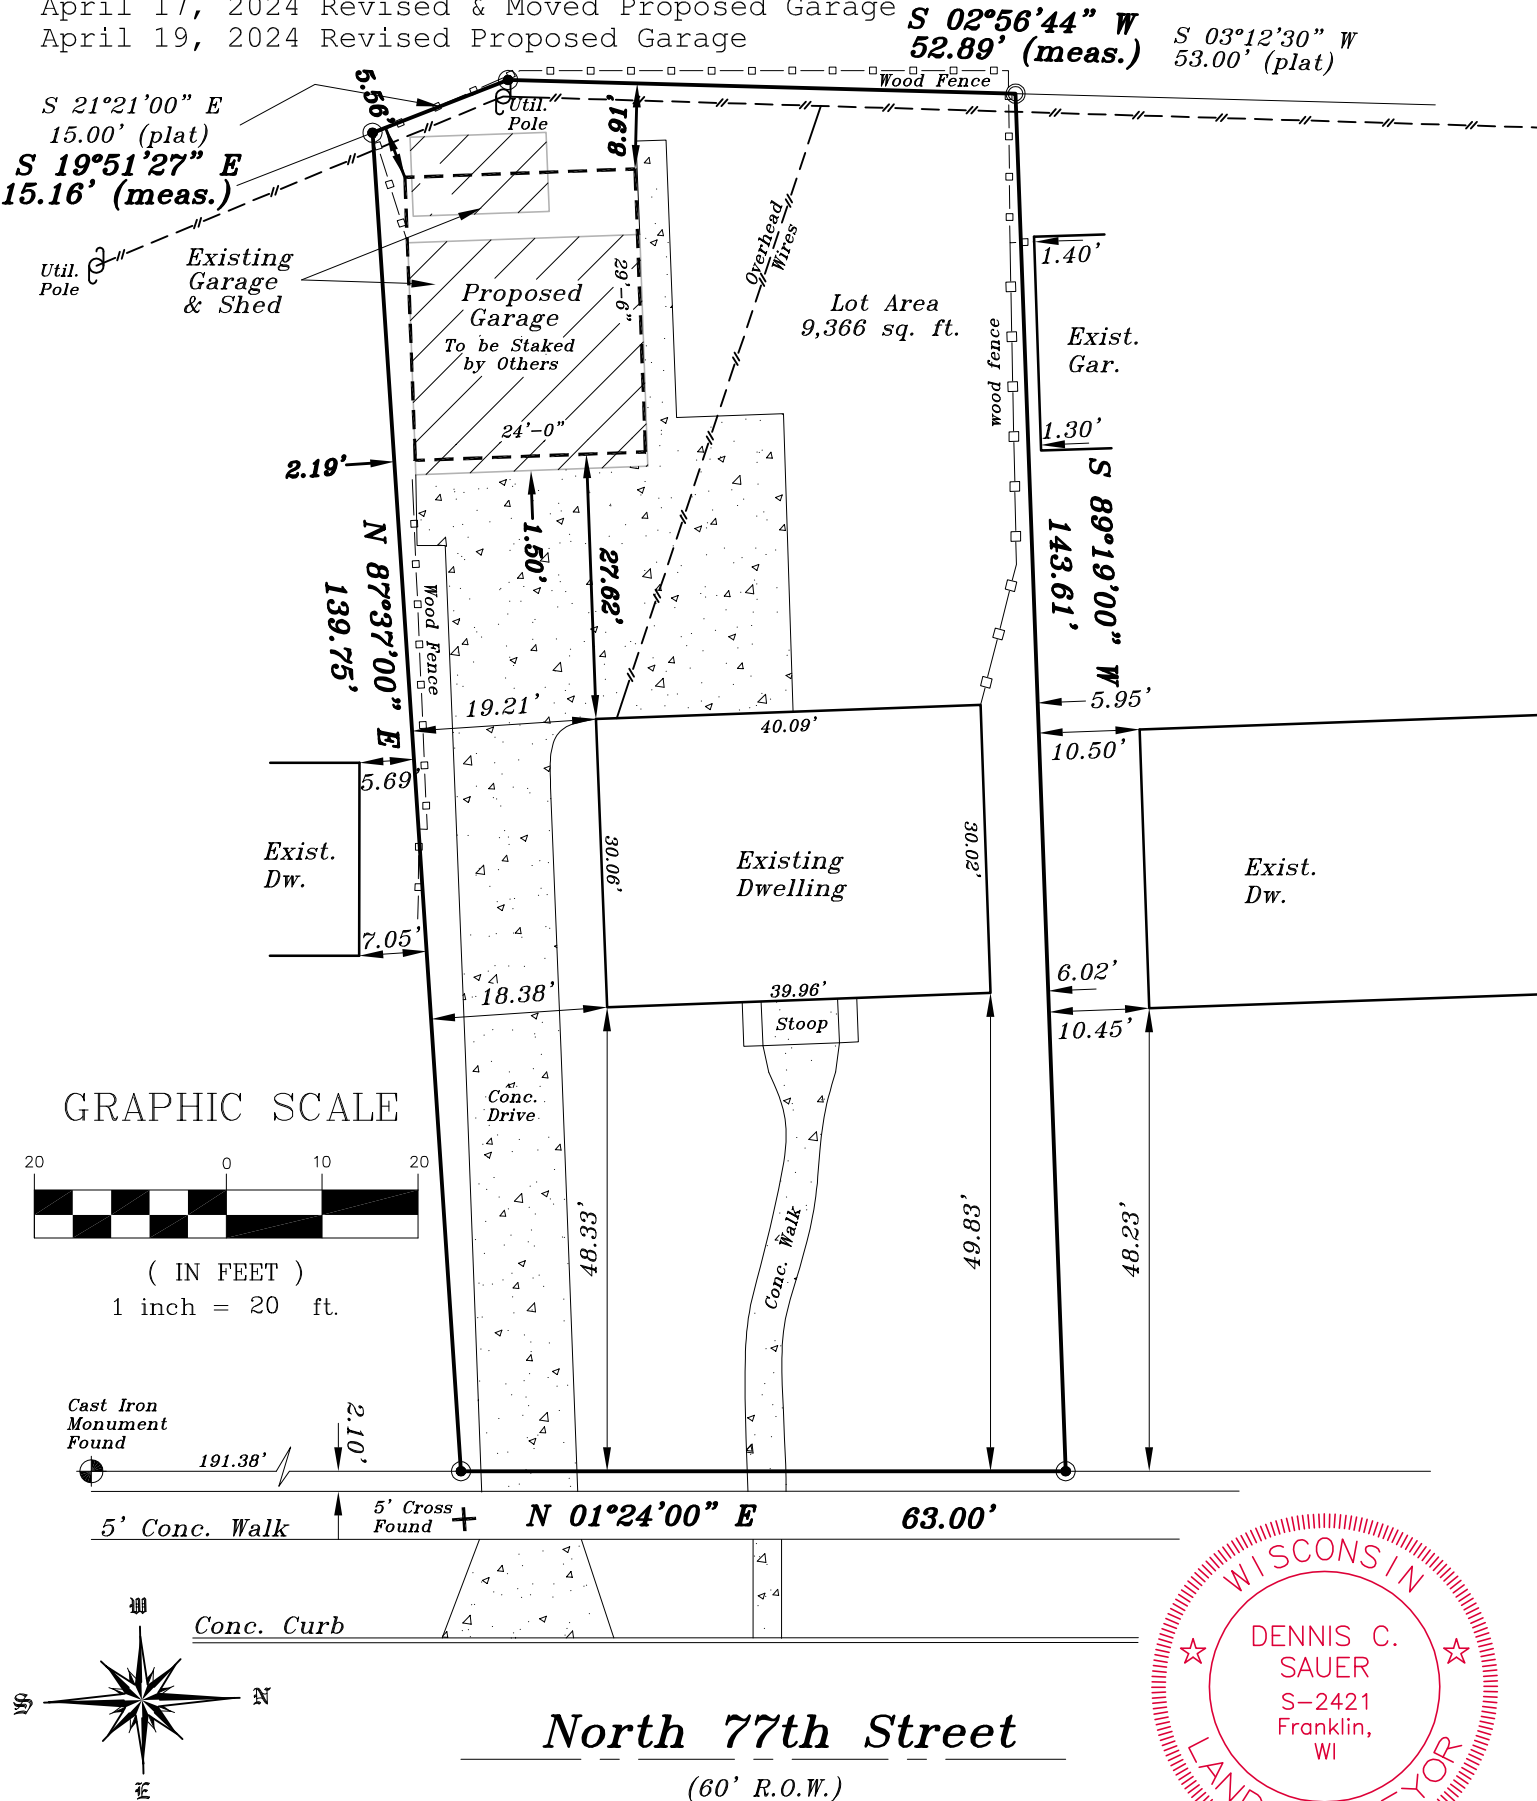 April 17, 2024 Revised & Moved Proposed Garage
April 19, 2024 Revised Proposed Garage
S 02°56'44" W
52.89' (meas.)
S 03°12'30" W
53.00' (plat)
Wood Fence
5.56'
S 21°21'00" E
15.00' (plat)
S 19°51'27" E
15.16' (meas.)
Util.
Pole
8.91'
Util.
Pole
Existing
Garage
& Shed
Overhead
Wires
Proposed
Garage
To be Staked
by Others
29'-6"
24'-0"
Lot Area
9,366 sq. ft.
wood fence
1.40'
Exist.
Gar.
1.30'
2.19'
1.50'
27.62'
N 87°37'00" E
139.75'
Wood Fence
S 89°19'00" W
143.61'
19.21'
40.09'
5.95'
10.50'
5.69'
Exist.
Dw.
7.05'
30.06'
Existing
Dwelling
30.02'
Exist.
Dw.
18.38'
39.96'
Stoop
6.02'
10.45'
Conc.
Drive
GRAPHIC SCALE
20 0 10 20
( IN FEET )
1 inch = 20 ft.
48.33'
Conc. Walk
49.83'
48.23'
Cast Iron
Monument
Found
191.38'
2.10'
5' Conc. Walk
5' Cross
Found
N 01°24'00" E 63.00'
Conc. Curb
W
S
N
E
North 77th Street
(60' R.O.W.)
WISCONSIN
DENNIS C.
SAUER
S-2421
Franklin,
WI